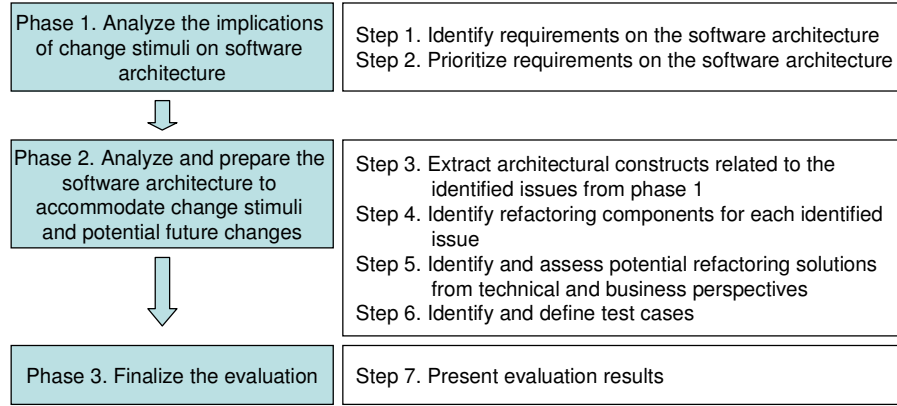 Phase 1. Analyze the implications
of change stimuli on software
architecture
Step 1. Identify requirements on the software architecture
Step 2. Prioritize requirements on the software architecture
Phase 2. Analyze and prepare the
software architecture to
accommodate change stimuli
and potential future changes
Step 3. Extract architectural constructs related to the
identified issues from phase 1
Step 4. Identify refactoring components for each identified
issue
Step 5. Identify and assess potential refactoring solutions
from technical and business perspectives
Step 6. Identify and define test cases
Phase 3. Finalize the evaluation
Step 7. Present evaluation results